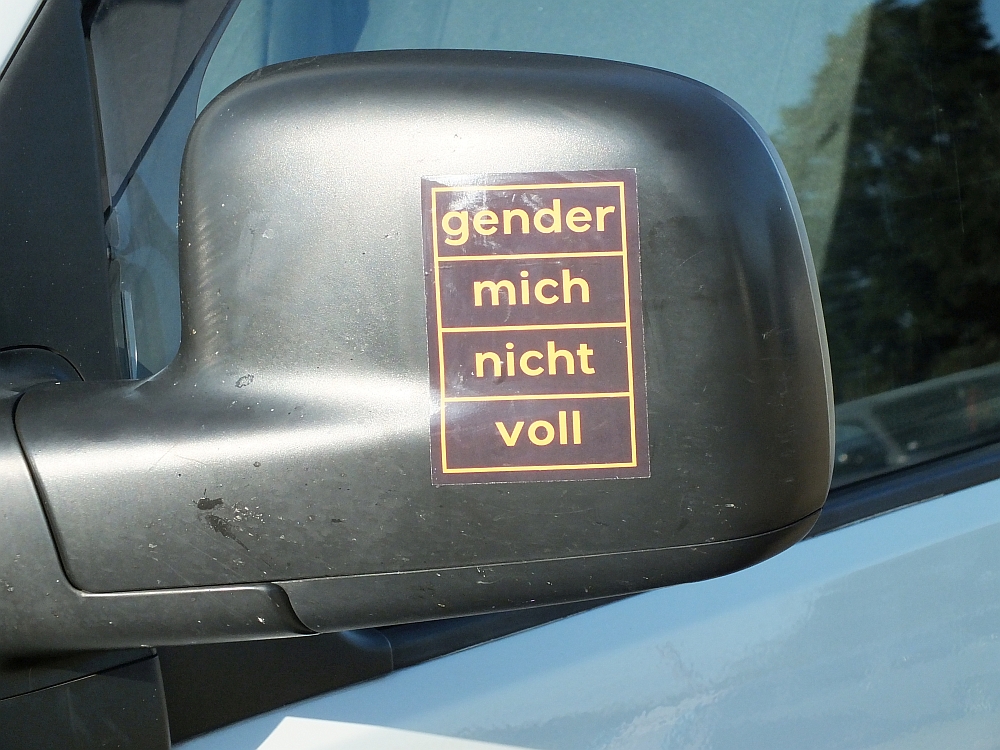 gender
mich
nicht
voll